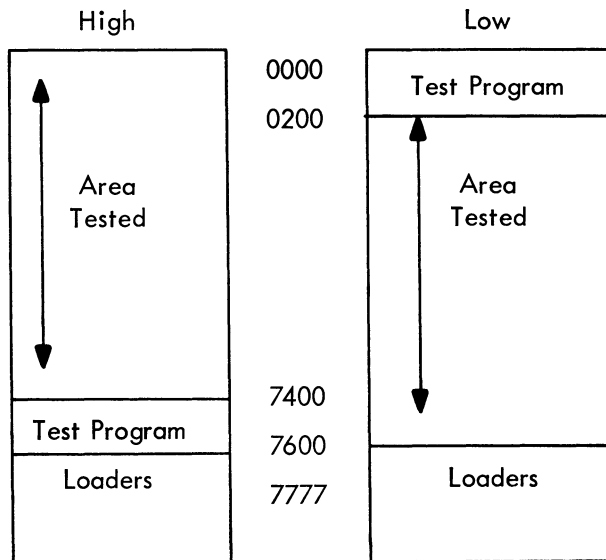 High
Low
0000
Test Program
0200
Area
Tested
Area
Tested
7400
Test Program
7600
Loaders
Loaders
7777